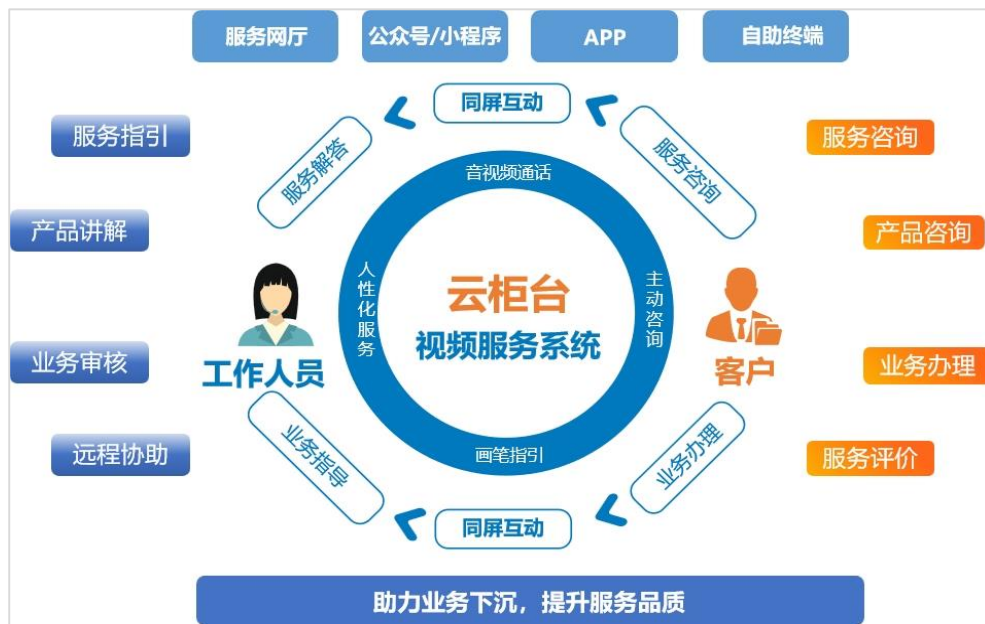 服务网厅
公众号/小程序
APP
自助终端
同屏互动
服务指引
服务解答
服务咨询
服务咨询
音视频通话
产品讲解
产品咨询
人性化服务
云柜台
视频服务系统
主动咨询
工作人员
客户
业务审核
业务办理
远程协助
业务指导
画笔指引
业务办理
服务评价
同屏互动
助力业务下沉，提升服务品质